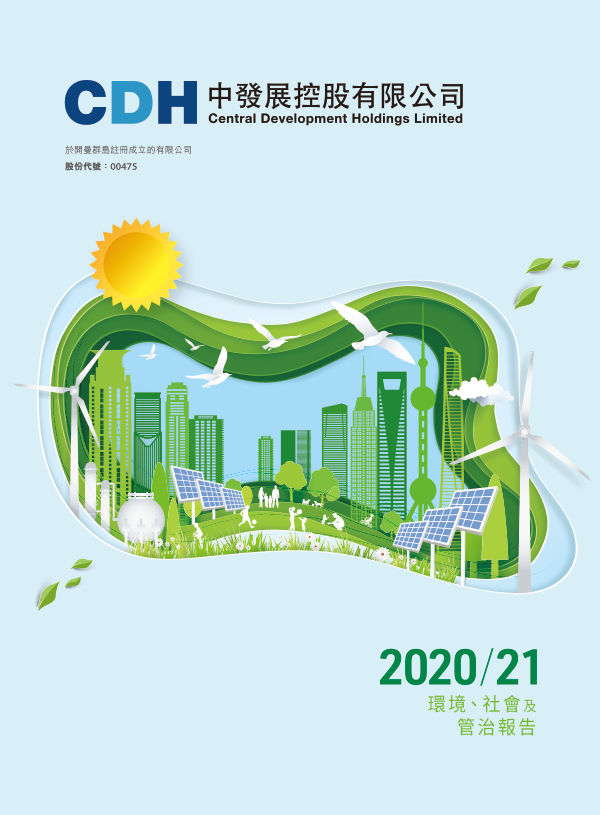 CDH 中發展控股有限公司
Central Development Holdings Limited
於開曼群島註冊成立的有限公司
股份代號：00475
2020/21
環境、社會及
管治報告